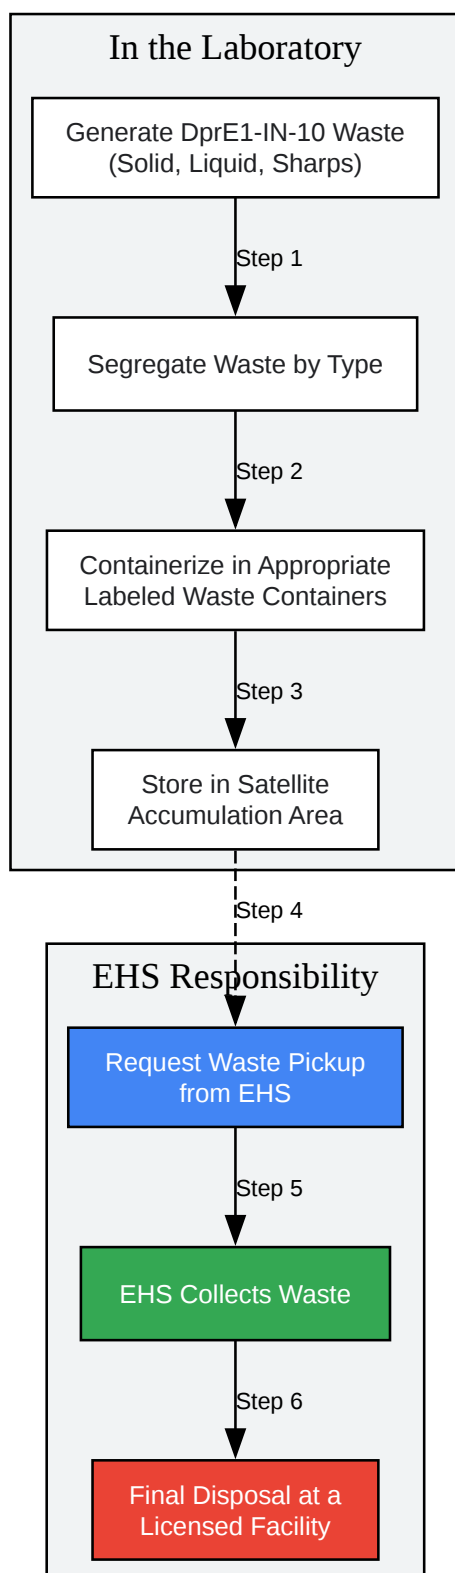 In the Laboratory
Generate DprE1-IN-10 Waste
(Solid, Liquid, Sharps)
Step 1
Segregate Waste by Type
Step 2
Containerize in Appropriate
Labeled Waste Containers
Step 3
Store in Satellite
Accumulation Area
Step 4
EHS Responsibility
Request Waste Pickup
from EHS
Step 5
EHS Collects Waste
Step 6
Final Disposal at a
Licensed Facility